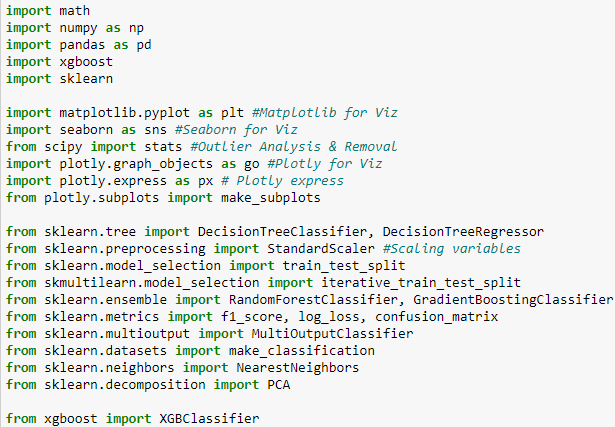 import math
import numpy as np
import pandas as pd
import xgboost
import sklearn
import matplotlib.pyplot as plt #Matplotlib for Viz
import seaborn as sns #Seaborn for Viz
from scipy import stats #Outlier Analysis & Removal
import plotly.graph_objects as go #Plotly for Viz
import plotly.express as px # Plotly express
from plotly.subplots import make_subplots
from sklearn.tree import DecisionTreeClassifier, DecisionTreeRegressor
from sklearn.preprocessing import StandardScaler #Scaling variables
from sklearn.model_selection import train_test_split
from skmultilearn.model_selection import iterative_train_test_split
from sklearn.ensemble import RandomForestClassifier, GradientBoostingClassifier
from sklearn.metrics import f1_score, log_loss, confusion_matrix
from sklearn.multioutput import MultiOutputClassifier
from sklearn.datasets import make_classification
from sklearn.neighbors import NearestNeighbors
from sklearn.decomposition import PCA
from xgboost import XGBClassifier